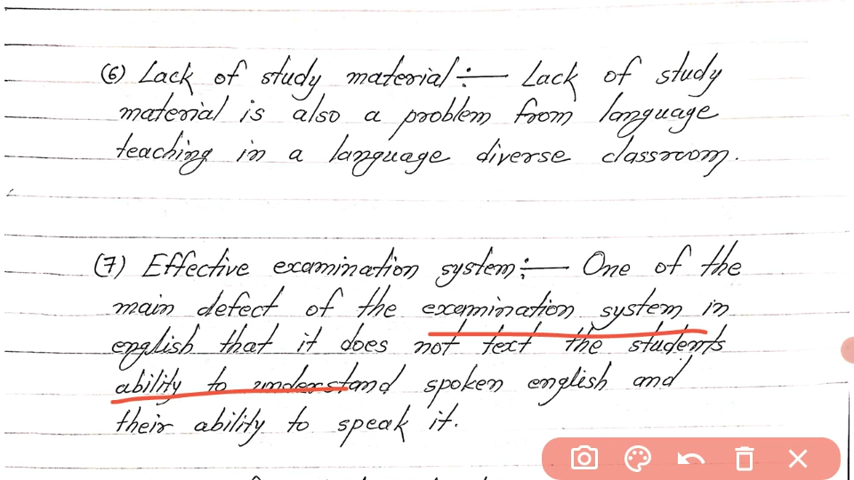 (6) Lack of study material:— Lack of study
material is also a problem from language
teaching in a language diverse classroom.
(7) Effective examination system:— One of the
main defect of the examination system in
english that it does not text the students
ability to understand spoken english and
their ability to speak it.